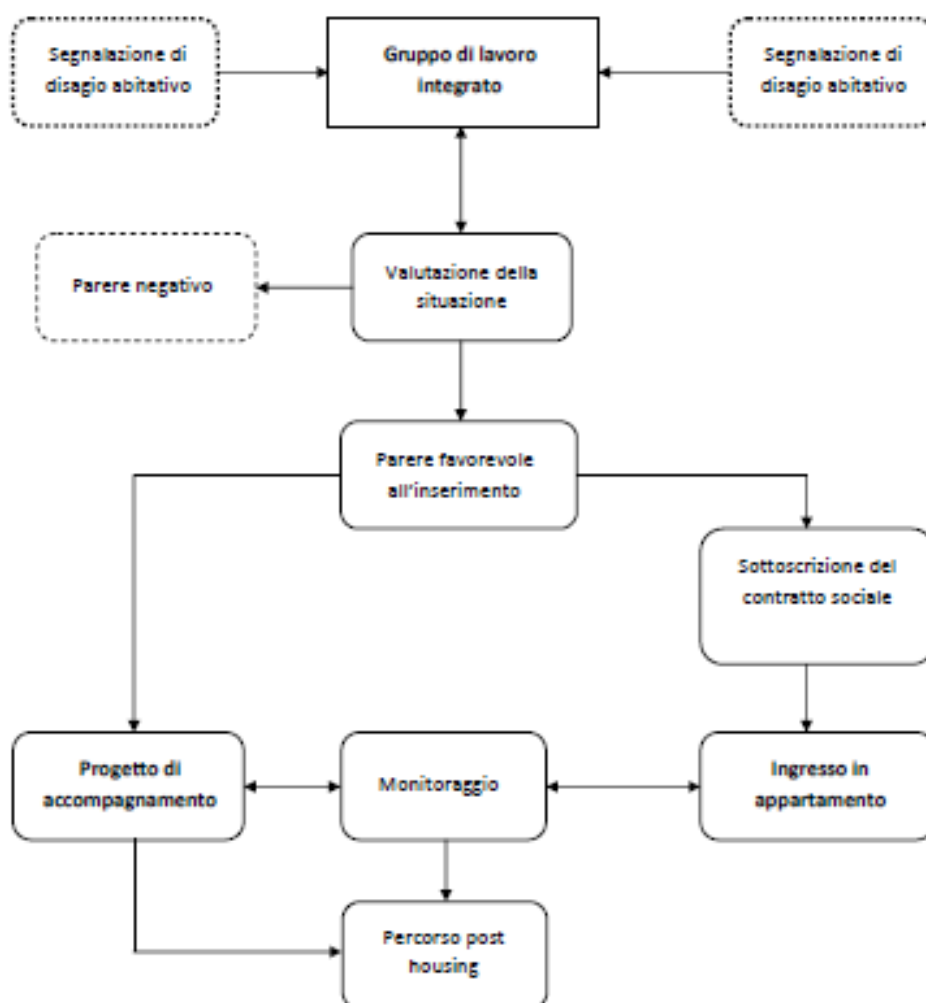 Segnalazione di
disagio abitativo
Gruppo di lavoro
integrato
Segnalazione di
disagio abitativo
Parere negativo
Valutazione della
situazione
Parere favorevole
all'inserimento
Sottoscrizione del
contratto sociale
Progetto di
accompagnamento
Monitoraggio
Ingresso in
appartamento
Percorso post
housing